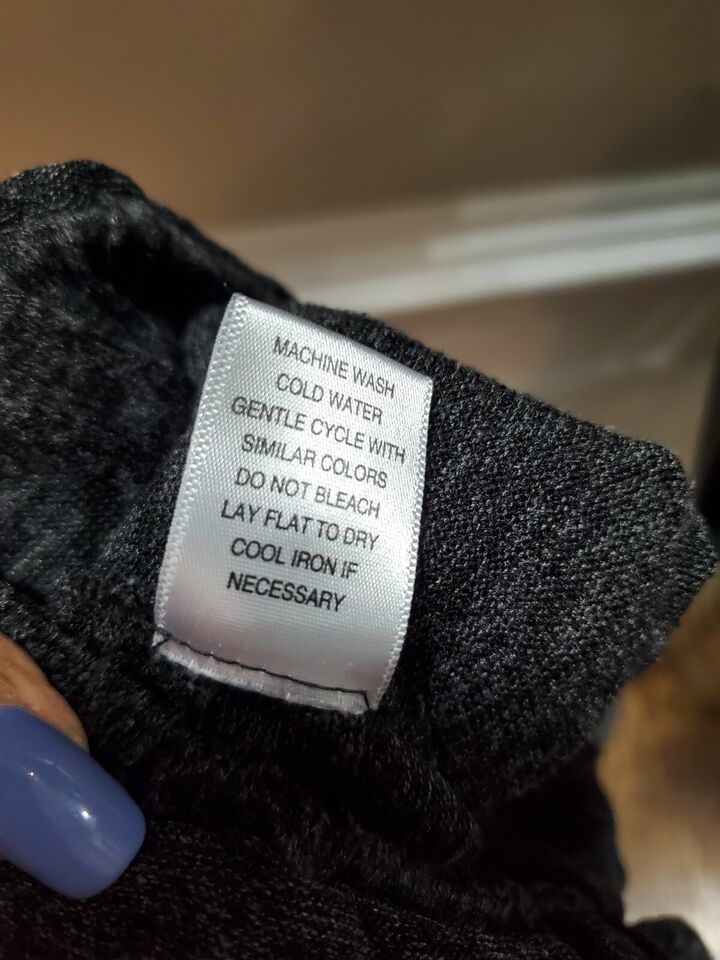 MACHINE WASH
COLD WATER
GENTLE CYCLE WITH
SIMILAR COLORS
DO NOT BLEACH
LAY FLAT TO DRY
COOL IRON IF
NECESSARY